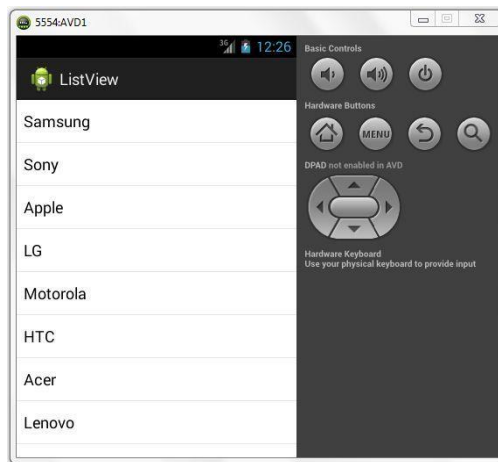 5554:AVD1
3G 12:26
ListView
Samsung
Sony
Apple
LG
Motorola
HTC
Acer
Lenovo
Basic Controls
Hardware Buttons
MENU
DPAD not enabled in AVD
Hardware Keyboard
Use your physical keyboard to provide input